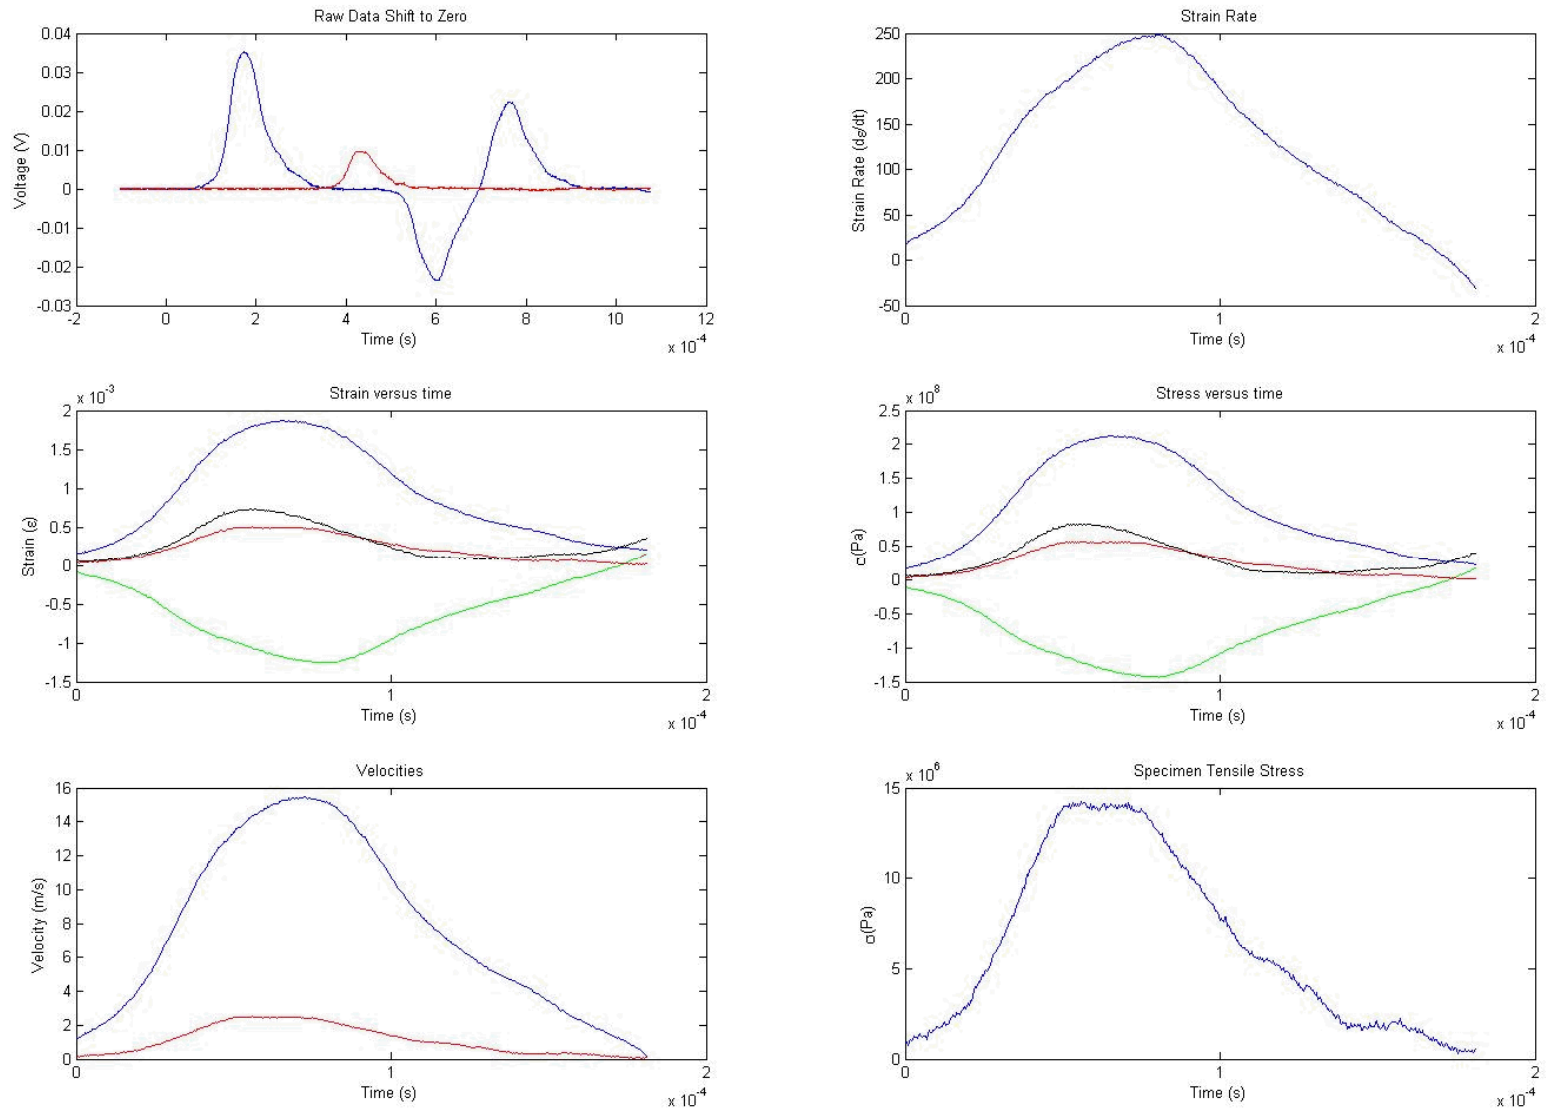 Raw Data Shift to Zero
0.04
0.03
0.02
0.01
0
-0.01
-0.02
-0.03
Voltage (V)
-2 0 2 4 6 8 10 12
Time (s)
x 10⁻⁴
Strain Rate
250
200
150
100
50
0
-50
Strain Rate (dε/dt)
0 1 2
Time (s)
x 10⁻⁴
Strain versus time
x 10⁻³
2
1.5
1
0.5
0
-0.5
-1
-1.5
Strain (ε)
0 1 2
Time (s)
x 10⁻⁴
Stress versus time
x 10⁸
2.5
2
1.5
1
0.5
0
-0.5
-1
-1.5
σ(Pa)
0 1 2
Time (s)
x 10⁻⁴
Velocities
16
14
12
10
8
6
4
2
0
Velocity (m/s)
0 1 2
Time (s)
x 10⁻⁴
Specimen Tensile Stress
x 10⁶
15
10
5
0
σ(Pa)
0 1 2
Time (s)
x 10⁻⁴